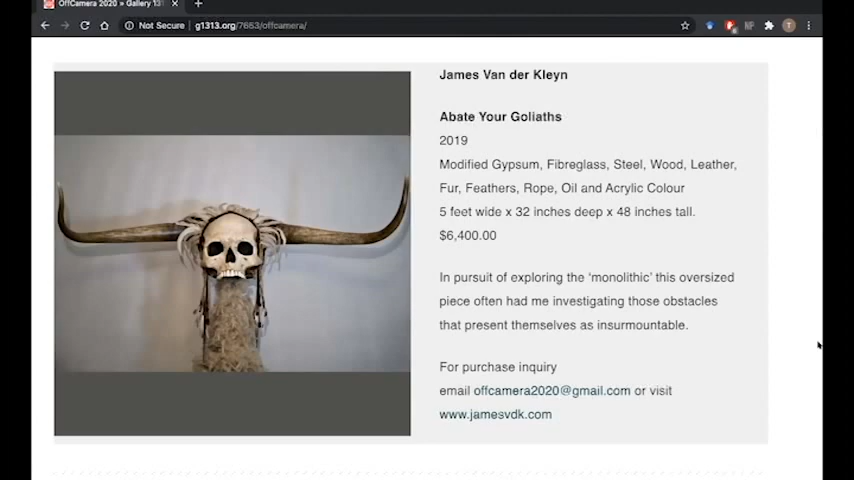 OffCamera 2020 » Gallery 131
Not Secure | g1313.org/7653/offcamera/
James Van der Kleyn
Abate Your Goliaths
2019
Modified Gypsum, Fibreglass, Steel, Wood, Leather,
Fur, Feathers, Rope, Oil and Acrylic Colour
5 feet wide x 32 inches deep x 48 inches tall.
$6,400.00
In pursuit of exploring the ‘monolithic’ this oversized
piece often had me investigating those obstacles
that present themselves as insurmountable.
For purchase inquiry
email offcamera2020@gmail.com or visit
www.jamesvdk.com